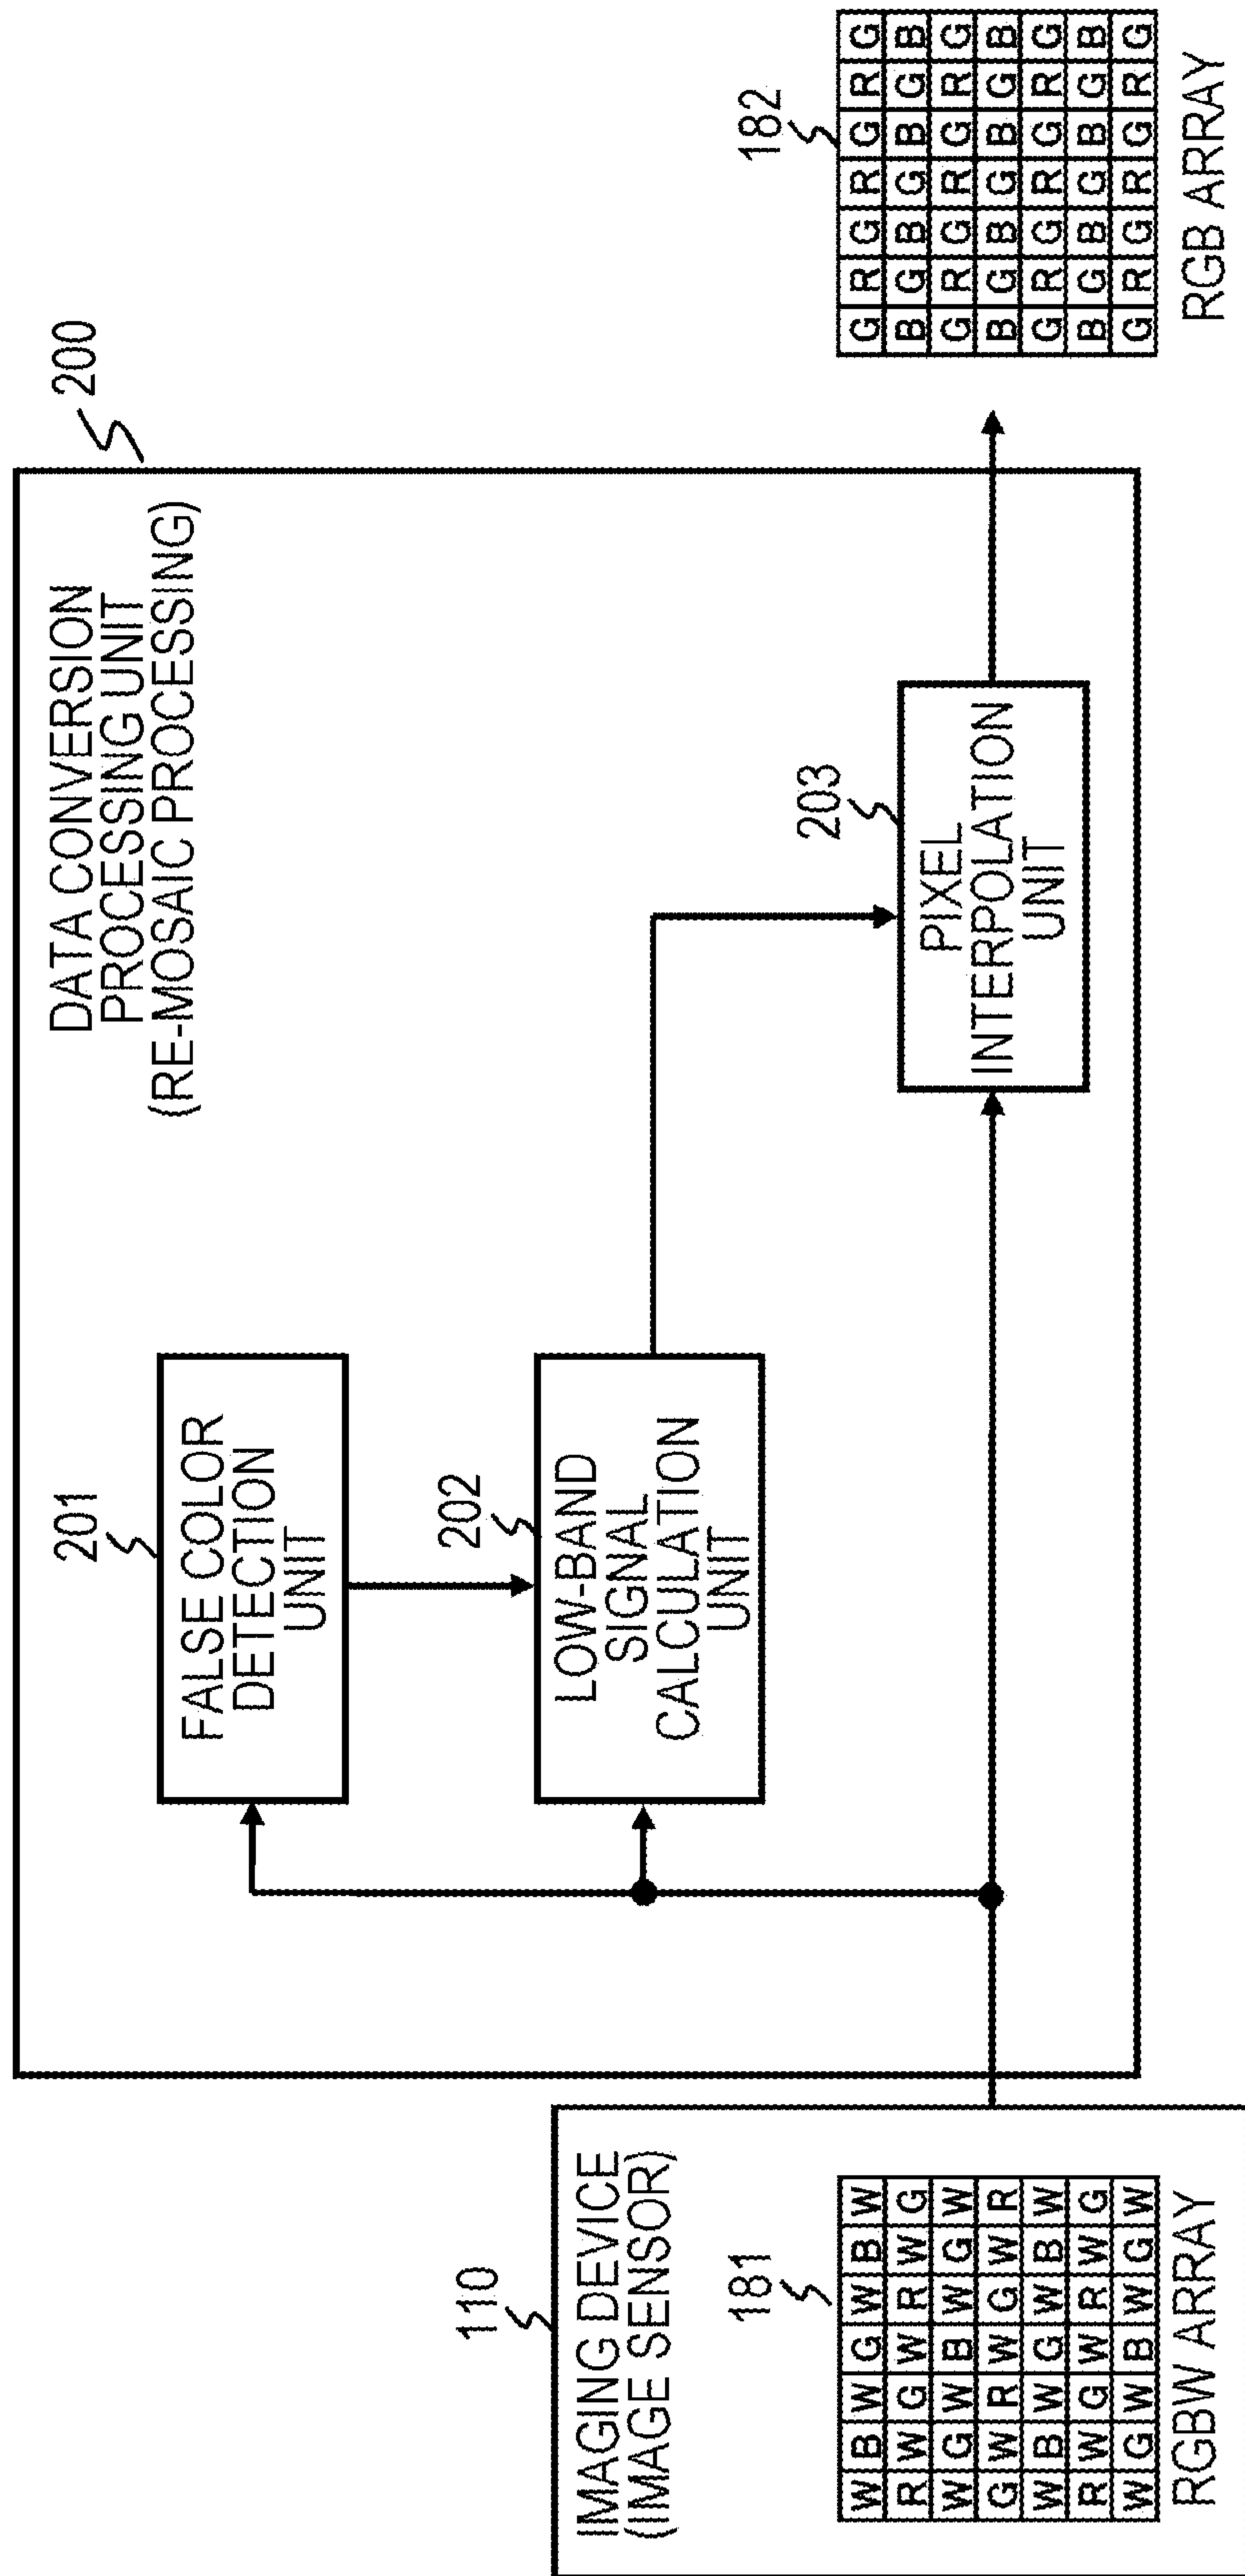 IMAGING DEVICE
(IMAGE SENSOR)
110
181
W B W G W B W
R W G W R W G
W G W B W G W
G W R W G W R
W B W G W B W
R W G W R W G
W G W B W G W
RGBW ARRAY
200
DATA CONVERSION
PROCESSING UNIT
(RE-MOSAIC PROCESSING)
201
FALSE COLOR
DETECTION
UNIT
202
LOW-BAND
SIGNAL
CALCULATION
UNIT
203
PIXEL
INTERPOLATION
UNIT
182
G R G R G R G
B G B G B G B
G R G R G R G
B G B G B G B
G R G R G R G
B G B G B G B
G R G R G R G
RGB ARRAY